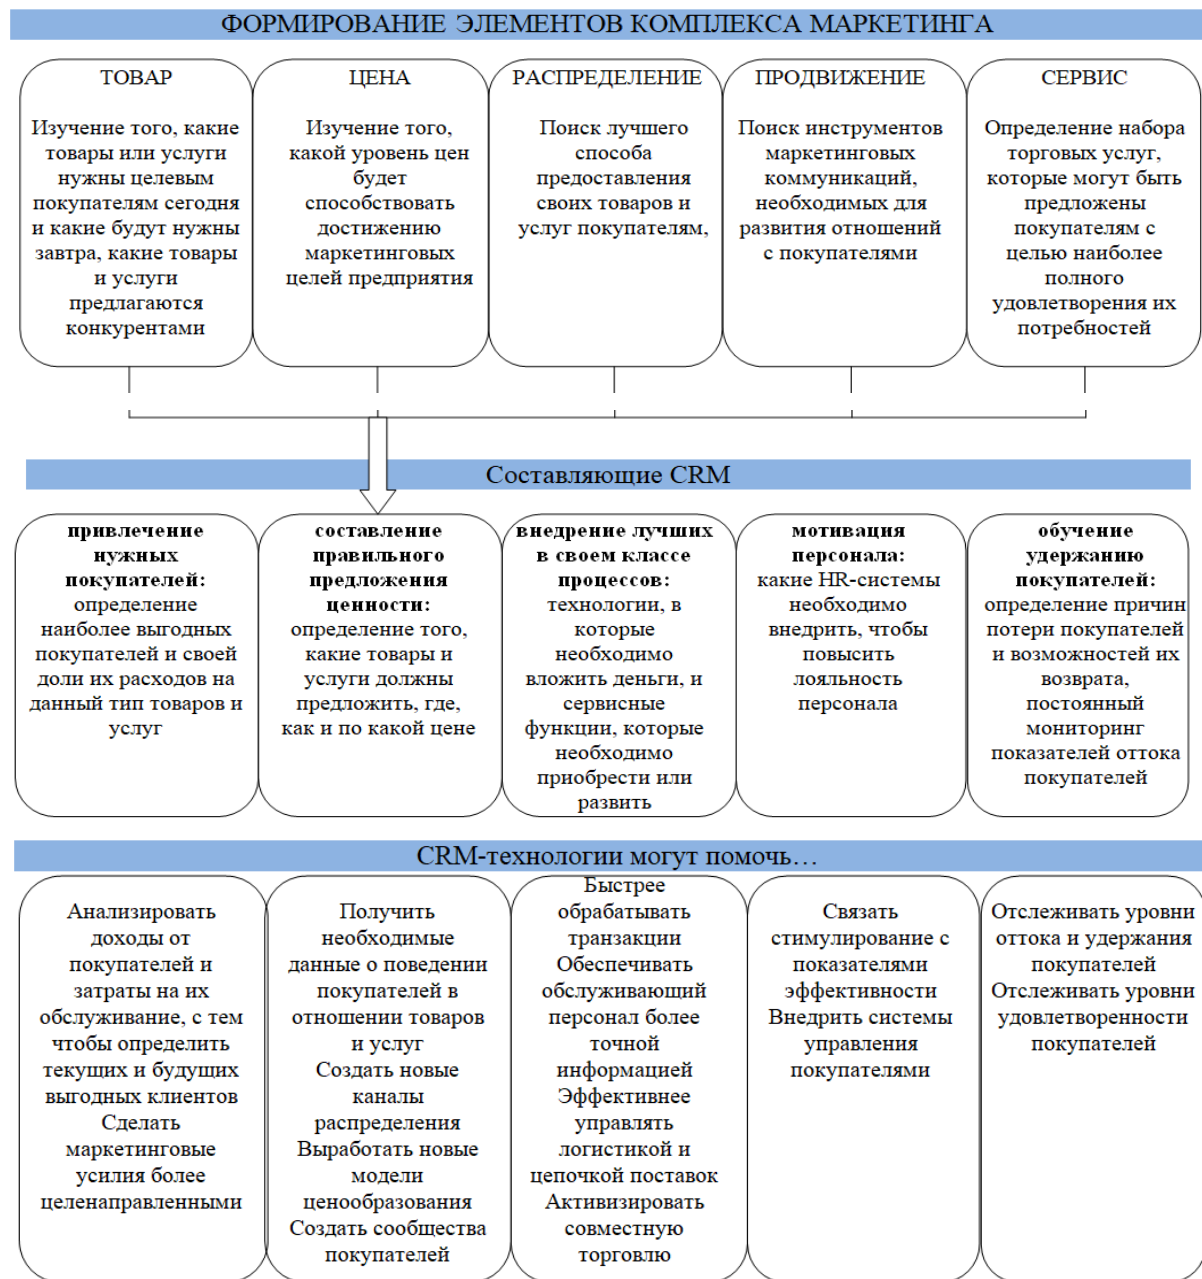 ФОРМИРОВАНИЕ ЭЛЕМЕНТОВ КОМПЛЕКСА МАРКЕТИНГА
ТОВАР
Изучение того, какие
товары или услуги
нужны целевым
покупателям сегодня
и какие будут нужны
завтра, какие товары
и услуги
предлагаются
конкурентами
ЦЕНА
Изучение того,
какой уровень цен
будет
способствовать
достижению
маркетинговых
целей предприятия
РАСПРЕДЕЛЕНИЕ
Поиск лучшего
способа
предоставления
своих товаров и
услуг покупателям,
ПРОДВИЖЕНИЕ
Поиск инструментов
маркетинговых
коммуникаций,
необходимых для
развития отношений
с покупателями
СЕРВИС
Определение набора
торговых услуг,
которые могут быть
предложены
покупателям с
целью наиболее
полного
удовлетворения их
потребностей
Составляющие CRM
привлечение
нужных
покупателей:
определение
наиболее выгодных
покупателей и своей
доли их расходов на
данный тип товаров и
услуг
составление
правильного
предложения
ценности:
определение того,
какие товары и
услуги должны
предложить, где,
как и по какой цене
внедрение лучших
в своем классе
процессов:
технологии, в
которые
необходимо
вложить деньги, и
сервисные
функции, которые
необходимо
приобрести или
развить
мотивация
персонала:
какие HR-системы
необходимо
внедрить, чтобы
повысить
лояльность
персонала
обучение
удержанию
покупателей:
определение причин
потери покупателей
и возможностей их
возврата,
постоянный
мониторинг
показателей оттока
покупателей
CRM-технологии могут помочь…
Анализировать
доходы от
покупателей и
затраты на их
обслуживание, с тем
чтобы определить
текущих и будущих
выгодных клиентов
Сделать
маркетинговые
усилия более
целенаправленными
Получить
необходимые
данные о поведении
покупателей в
отношении товаров
и услуг
Создать новые
каналы
распределения
Выработать новые
модели
ценообразования
Создать сообщества
покупателей
Быстрее
обрабатывать
транзакции
Обеспечивать
обслуживающий
персонал более
точной
информацией
Эффективнее
управлять
логистикой и
цепочкой поставок
Активизировать
совместную
торговлю
Связать
стимулирование с
показателями
эффективности
Внедрить системы
управления
покупателями
Отслеживать уровни
оттока и удержания
покупателей
Отслеживать уровни
удовлетворенности
покупателей